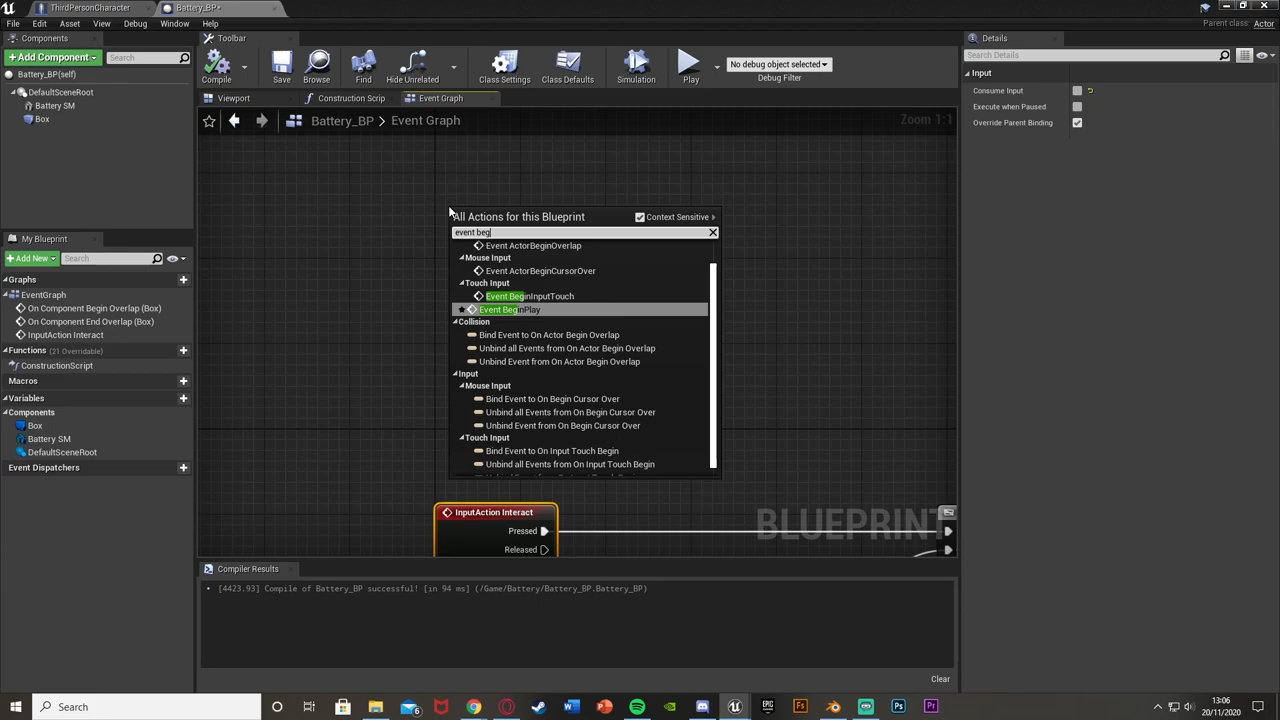 ThirdPersonCharacter
Battery_BP*
Parent class: Actor
File Edit Asset View Debug Window Help
Components
Toolbar
Details
+Add Component
Search
Battery_BP(self)
DefaultSceneRoot
Battery SM
Box
Compile
Save
Browse
Find
Hide Unrelated
Class Settings
Class Defaults
Simulation
Play
No debug object selected
Debug Filter
Search Details
Input
Consume Input
Execute when Paused
Override Parent Binding
Viewport
Construction Scrip
Event Graph
Battery_BP > Event Graph
Zoom 1:1
All Actions for this Blueprint
Context Sensitive
event beg
Event ActorBeginOverlap
Mouse Input
Event ActorBeginCursorOver
Touch Input
Event BeginInputTouch
Event BeginPlay
Collision
Bind Event to On Actor Begin Overlap
Unbind all Events from On Actor Begin Overlap
Unbind Event from On Actor Begin Overlap
Input
Mouse Input
Bind Event to On Begin Cursor Over
Unbind all Events from On Begin Cursor Over
Unbind Event from On Begin Cursor Over
Touch Input
Bind Event to On Input Touch Begin
Unbind all Events from On Input Touch Begin
InputAction Interact
Pressed
Released
BLUEPRINT
My Blueprint
+Add New
Search
Graphs
EventGraph
On Component Begin Overlap (Box)
On Component End Overlap (Box)
InputAction Interact
Functions (21 Overridable)
ConstructionScript
Macros
Variables
Components
Box
Battery SM
DefaultSceneRoot
Event Dispatchers
Compiler Results
[4423.93] Compile of Battery_BP successful! [in 94 ms] (/Game/Battery/Battery_BP.Battery_BP)
Clear
Search
13:06
20/11/2020